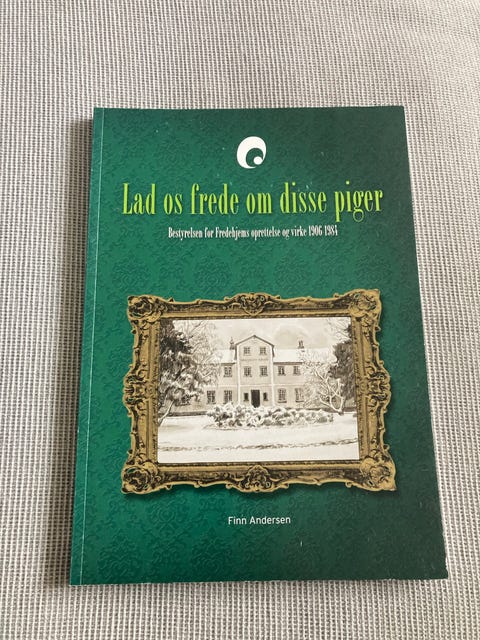 Lad os frede om disse piger
Bestyrelsen for Fredehjems oprettelse og virke 1906 1984
Finn Andersen